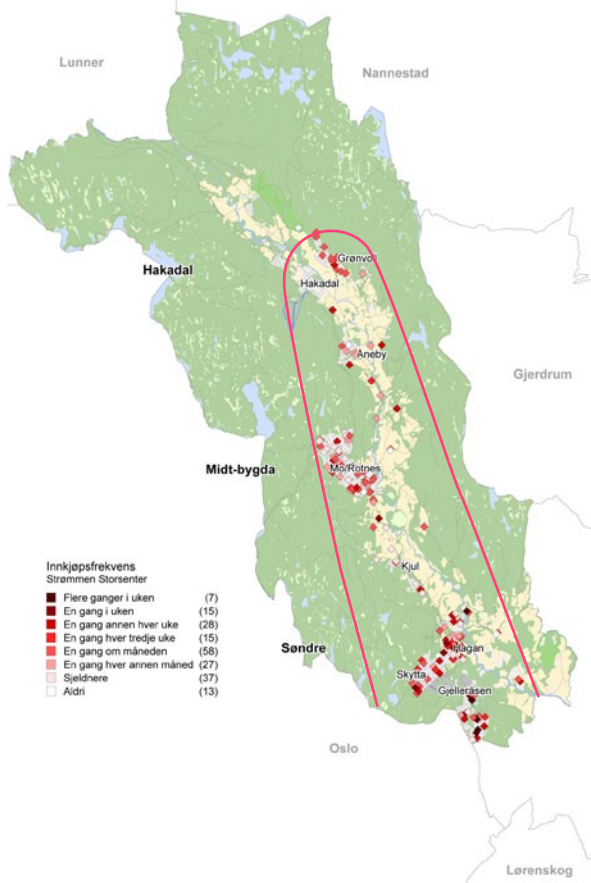 Lunner
Nannestad
Hakadal
Grønvoll
Hakadal
Åneby
Gjerdrum
Midt-bygda
Mo/Rotnes
Kjul
Innkjøpsfrekvens
Strømmen Storsenter
Flere ganger i uken (7)
En gang i uken (15)
En gang annen hver uke (28)
En gang hver tredje uke (15)
En gang om måneden (58)
En gang hver annen måned (27)
Sjeldnere (37)
Aldri (13)
Søndre
Hagan
Skytta
Gjelleråsen
Oslo
Lørenskog